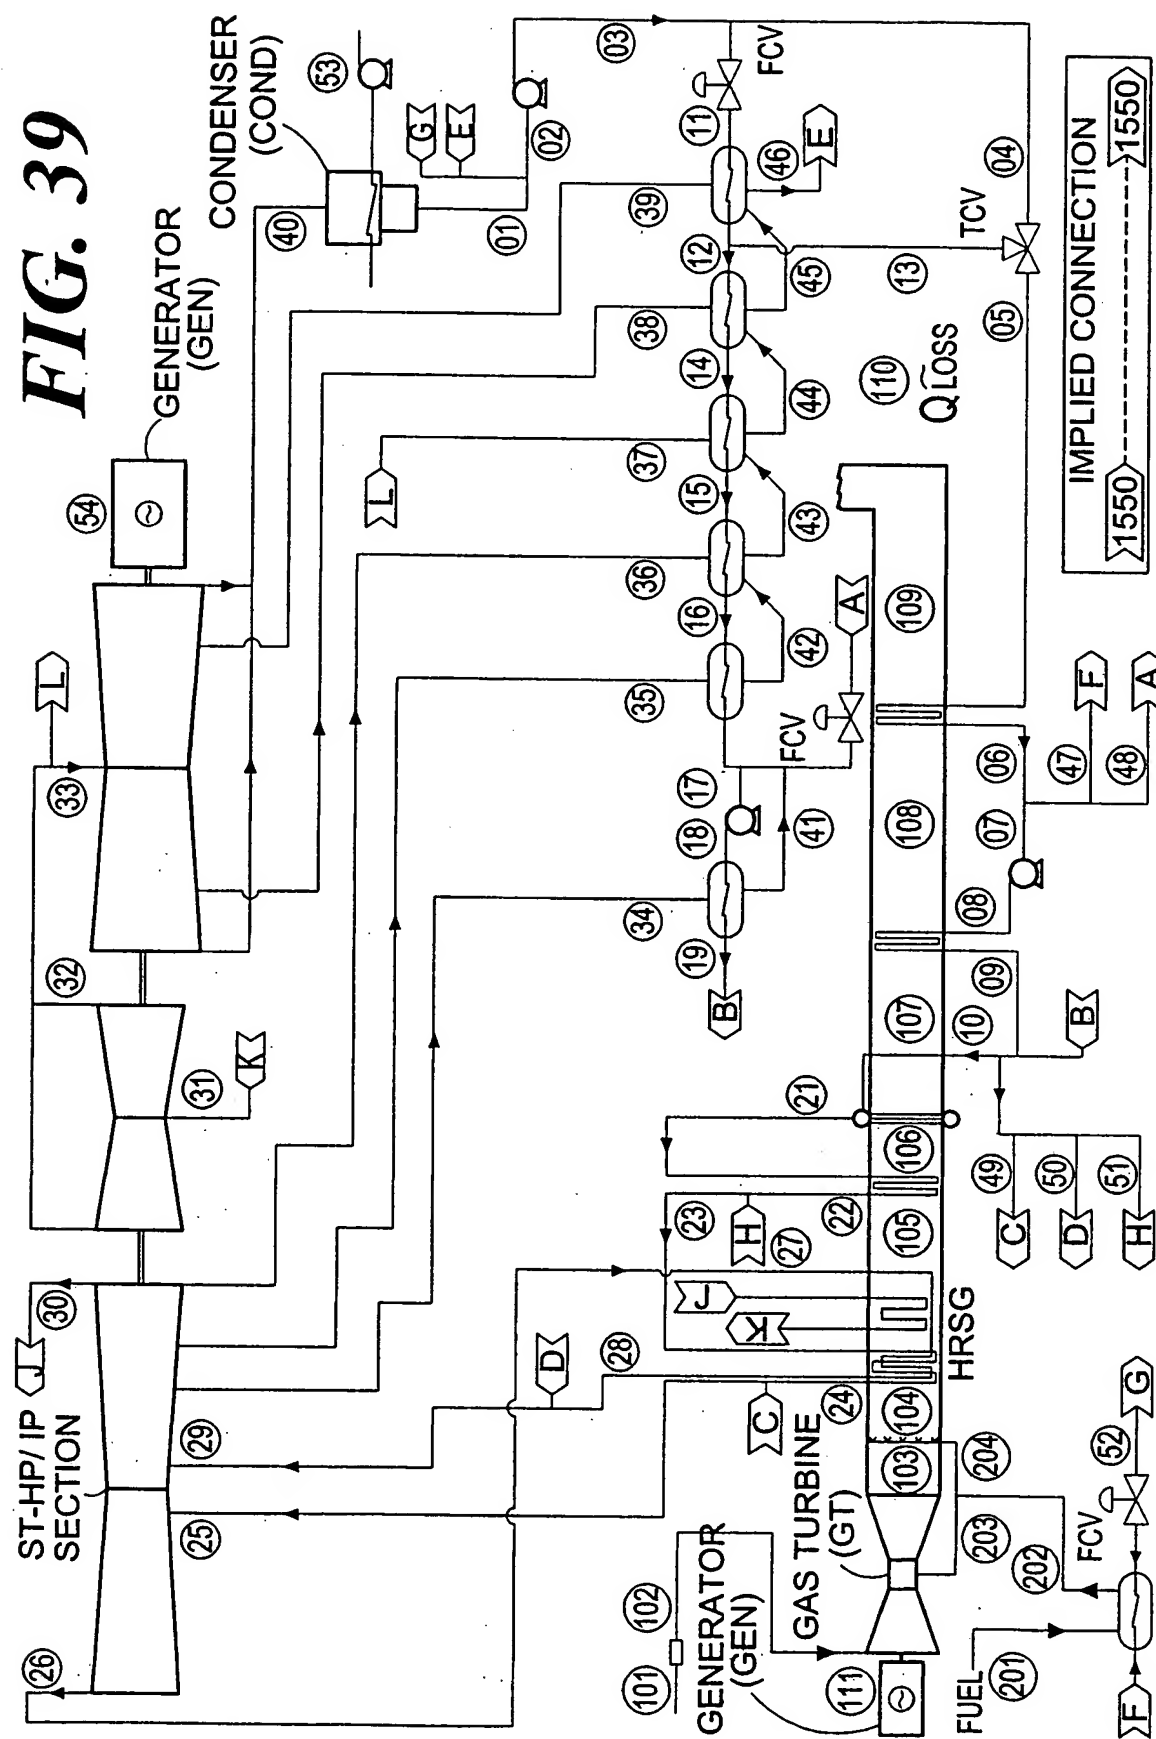 FIG. 39
GENERATOR
(GEN)
CONDENSER
(COND)
54
53
40
G
E
01
02
03
L
33
32
31
K
30
J
ST-HP/IP
SECTION
29
25
26
FCV
11
39
46
E
12
38
45
13
TCV
04
05
14
44
37
L
15
43
36
16
42
35
A
FCV
17
18
41
34
19
B
110
Q~LOSS
109
108
107
106
105
104
103
HRSG
06
47
F
48
A
07
08
09
10
B
21
22
23
H
27
J
K
28
D
24
C
49
C
50
D
51
H
GAS TURBINE
(GT)
101
102
GENERATOR
(GEN)
111
204
203
202
FUEL
201
F
FCV
52
G
IMPLIED CONNECTION
1550
1550